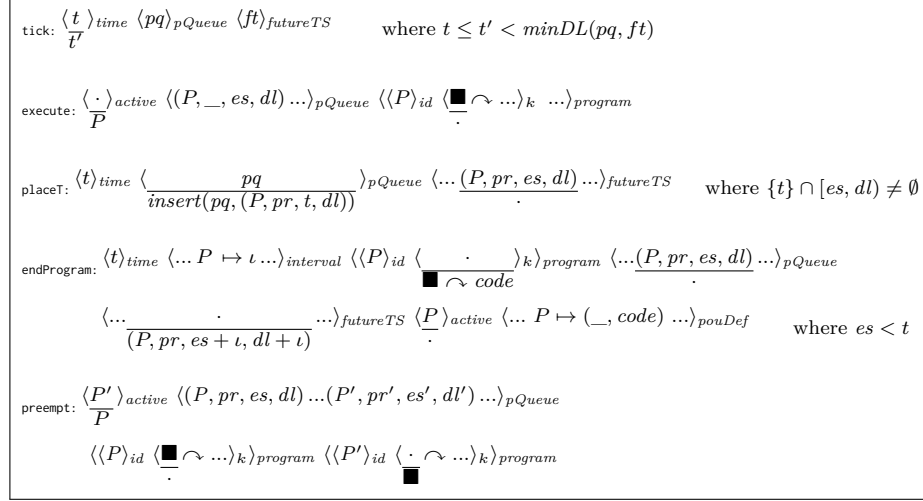 tick: ⟨t / t′⟩time ⟨pq⟩pQueue ⟨ft⟩futureTS where t ≤ t′ < minDL(pq, ft)
execute: ⟨· / P⟩active ⟨(P, _, es, dl) ...⟩pQueue ⟨⟨P⟩id ⟨■ / · ↷ ...⟩k ...⟩program
placeT: ⟨t⟩time ⟨pq / insert(pq, (P, pr, t, dl))⟩pQueue ⟨... (P, pr, es, dl) / · ...⟩futureTS where {t} ∩ [es, dl) ≠ ∅
endProgram: ⟨t⟩time ⟨... P ↦ ι ...⟩interval ⟨⟨P⟩id ⟨· / ■ ↷ code⟩k⟩program ⟨...(P, pr, es, dl) / · ...⟩pQueue
⟨... · / (P, pr, es + ι, dl + ι) ...⟩futureTS ⟨P / ·⟩active ⟨... P ↦ (_, code) ...⟩pouDef where es < t
preempt: ⟨P′ / P⟩active ⟨(P, pr, es, dl) ...(P′, pr′, es′, dl′) ...⟩pQueue
⟨⟨P⟩id ⟨■ / · ↷ ...⟩k⟩program ⟨⟨P′⟩id ⟨· / ■ ↷ ...⟩k⟩program